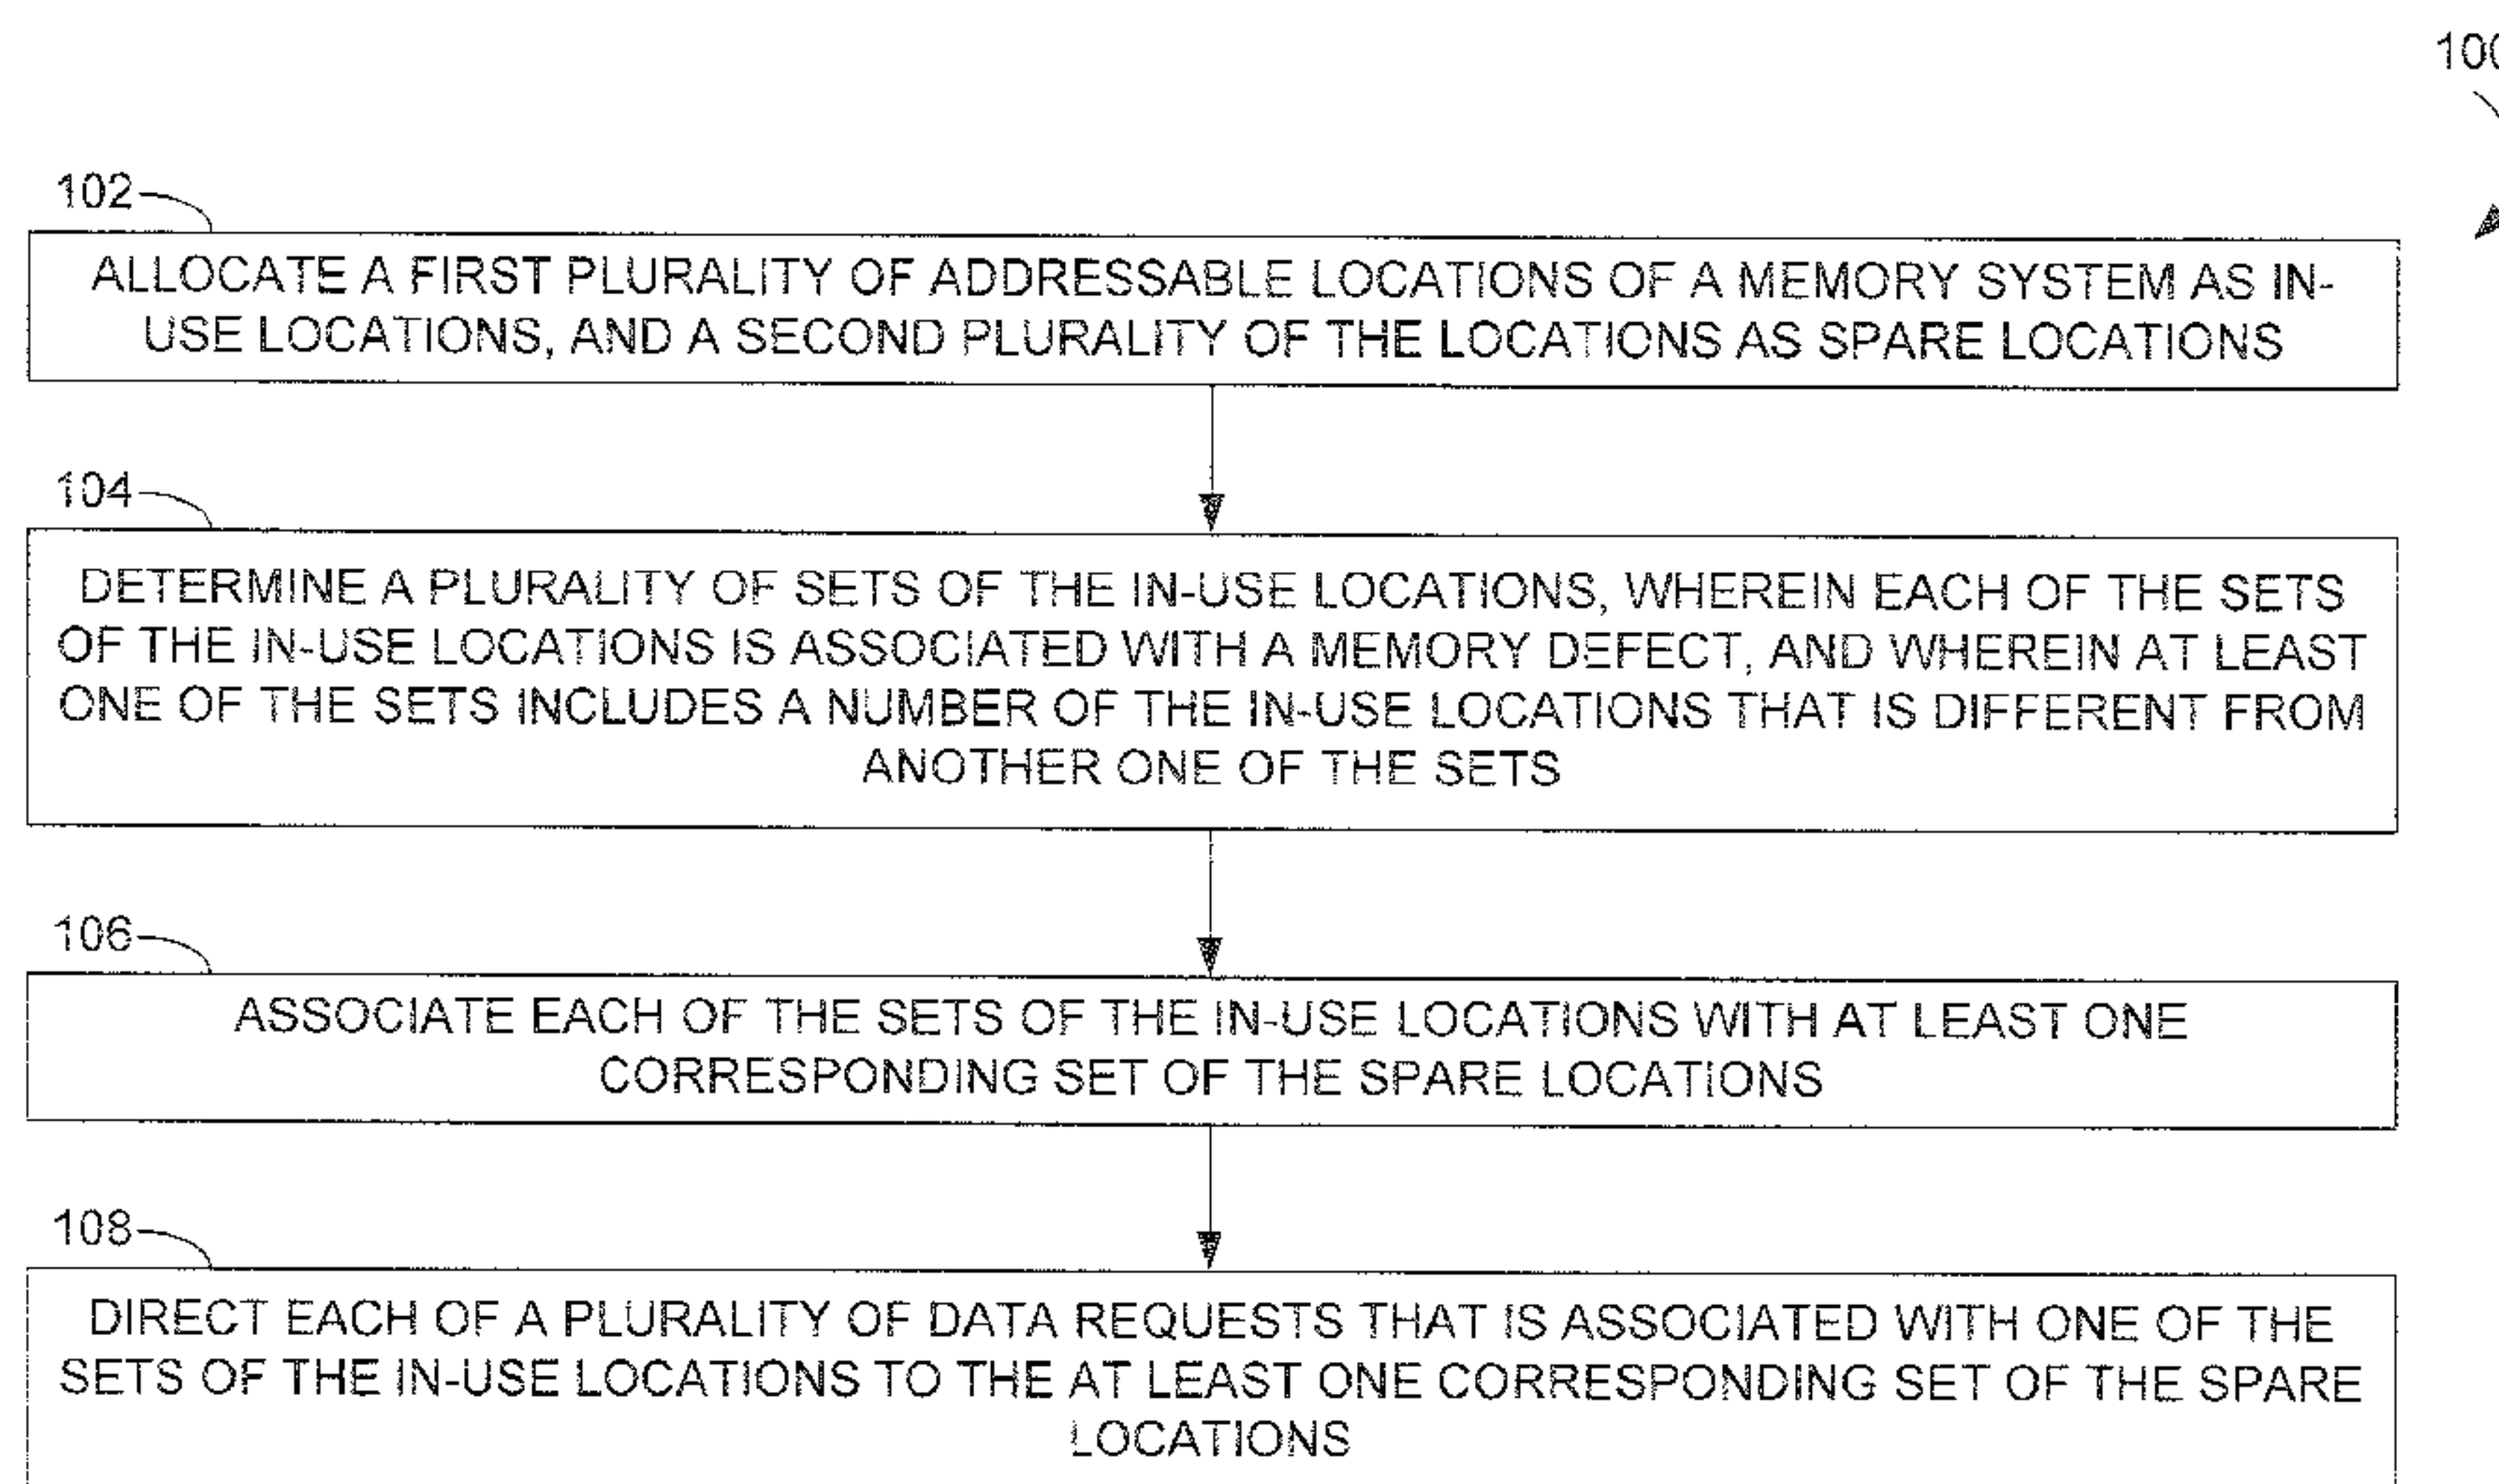 100
102
ALLOCATE A FIRST PLURALITY OF ADDRESSABLE LOCATIONS OF A MEMORY SYSTEM AS IN-
USE LOCATIONS, AND A SECOND PLURALITY OF THE LOCATIONS AS SPARE LOCATIONS
104
DETERMINE A PLURALITY OF SETS OF THE IN-USE LOCATIONS, WHEREIN EACH OF THE SETS
OF THE IN-USE LOCATIONS IS ASSOCIATED WITH A MEMORY DEFECT, AND WHEREIN AT LEAST
ONE OF THE SETS INCLUDES A NUMBER OF THE IN-USE LOCATIONS THAT IS DIFFERENT FROM
ANOTHER ONE OF THE SETS
106
ASSOCIATE EACH OF THE SETS OF THE IN-USE LOCATIONS WITH AT LEAST ONE
CORRESPONDING SET OF THE SPARE LOCATIONS
108
DIRECT EACH OF A PLURALITY OF DATA REQUESTS THAT IS ASSOCIATED WITH ONE OF THE
SETS OF THE IN-USE LOCATIONS TO THE AT LEAST ONE CORRESPONDING SET OF THE SPARE
LOCATIONS